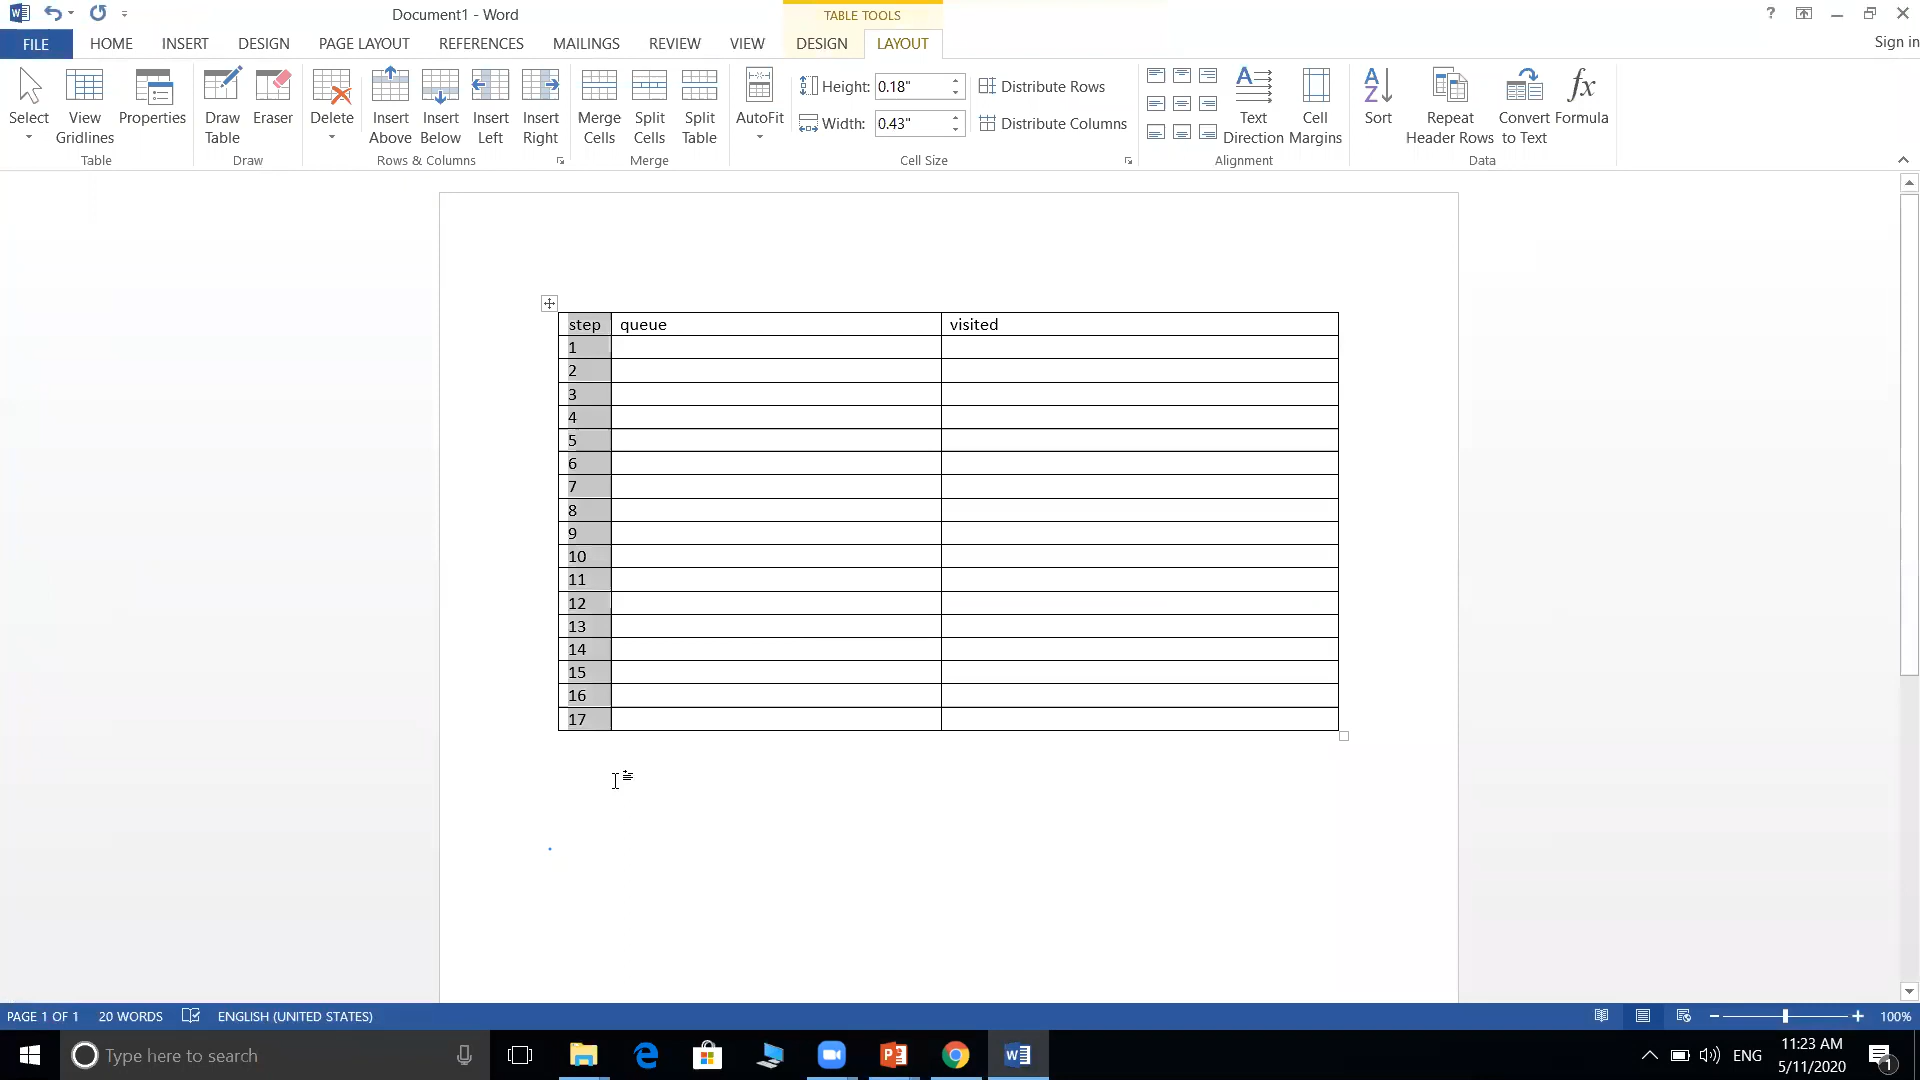 Document1 - Word
TABLE TOOLS
?
FILE
HOME
INSERT
DESIGN
PAGE LAYOUT
REFERENCES
MAILINGS
REVIEW
VIEW
DESIGN
LAYOUT
Sign in
Select
View
Gridlines
Properties
Table
Draw
Table
Eraser
Draw
Delete
Insert
Above
Insert
Below
Insert
Left
Insert
Right
Rows & Columns
Merge
Cells
Split
Cells
Split
Table
Merge
AutoFit
Height: 0.18"
Width: 0.43"
Distribute Rows
Distribute Columns
Cell Size
Text
Direction
Cell
Margins
Alignment
Sort
Repeat
Header Rows
Convert
to Text
Formula
Data
step queue visited
1
2
3
4
5
6
7
8
9
10
11
12
13
14
15
16
17
PAGE 1 OF 1
20 WORDS
ENGLISH (UNITED STATES)
100%
Type here to search
ENG
11:23 AM
5/11/2020
1